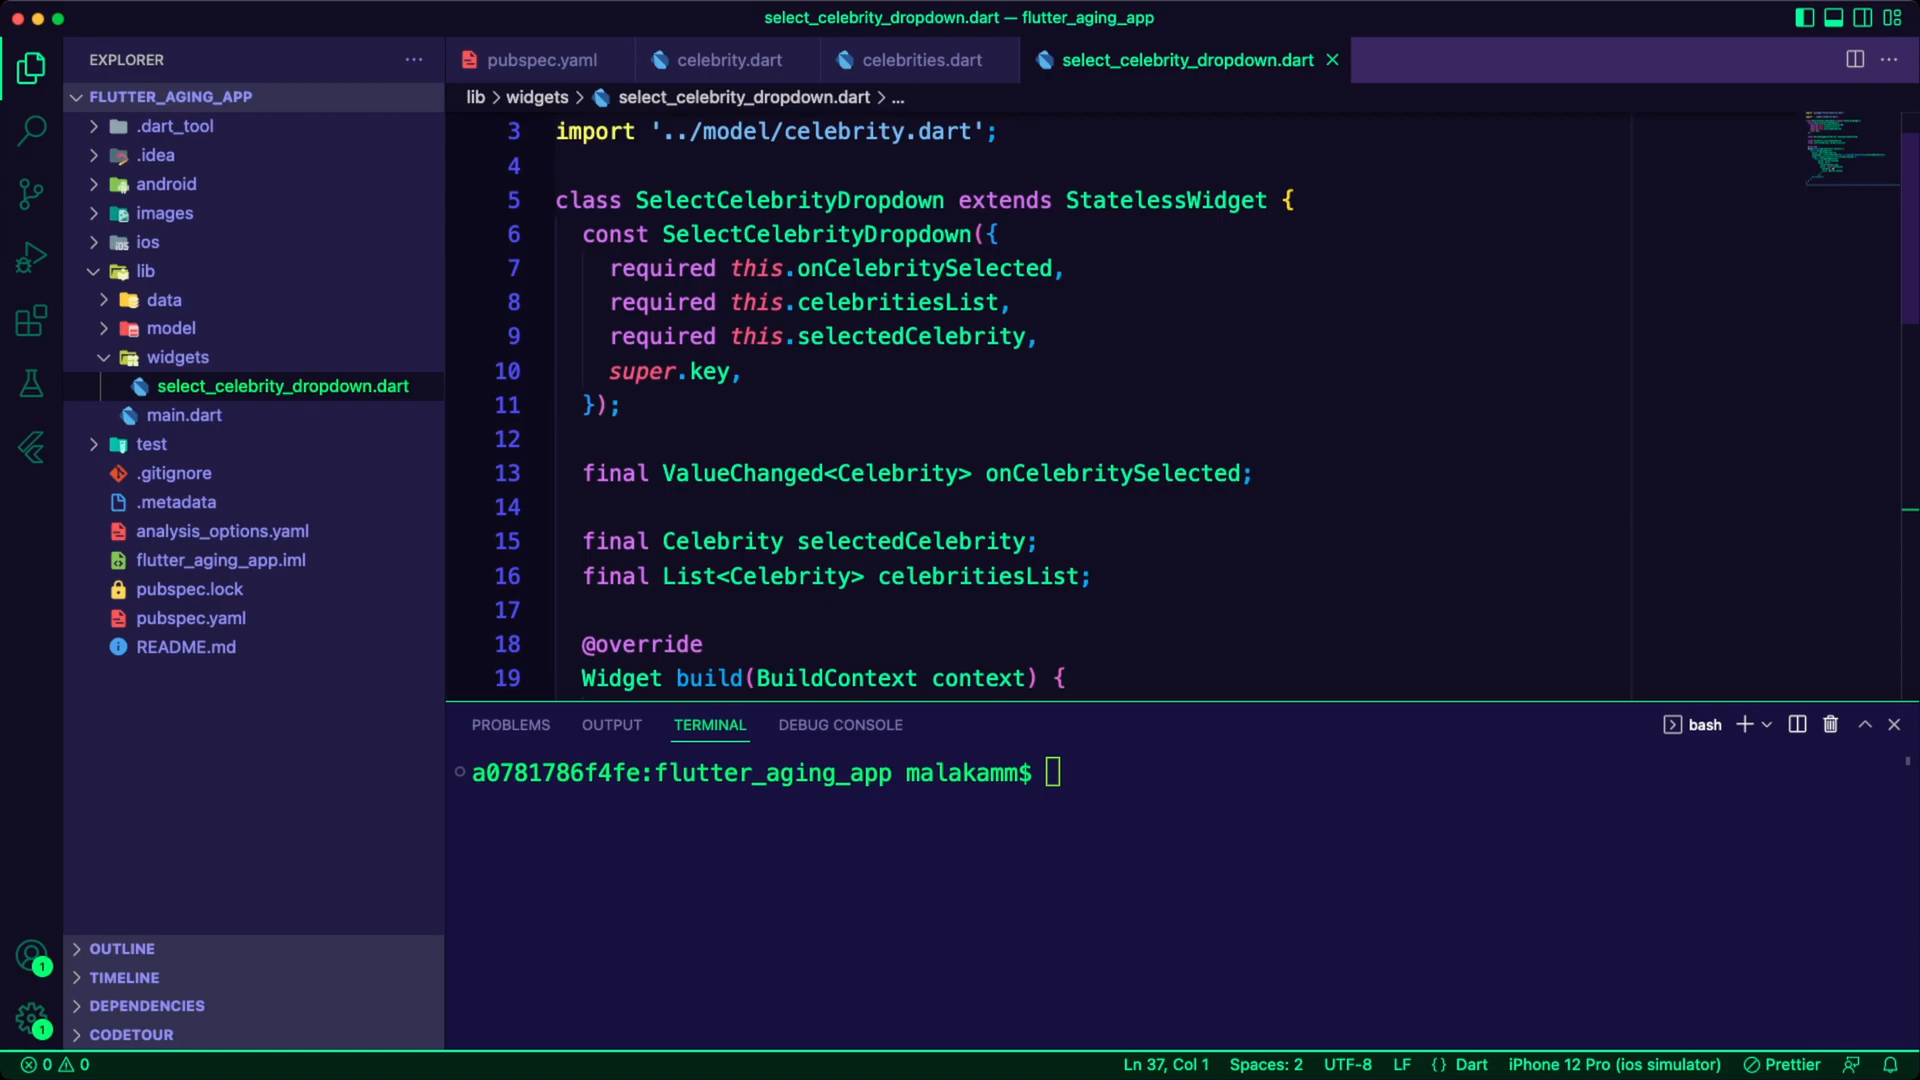 select_celebrity_dropdown.dart — flutter_aging_app
EXPLORER
pubspec.yaml
celebrity.dart
celebrities.dart
select_celebrity_dropdown.dart
FLUTTER_AGING_APP
.dart_tool
.idea
android
images
ios
lib
data
model
widgets
select_celebrity_dropdown.dart
main.dart
test
.gitignore
.metadata
analysis_options.yaml
flutter_aging_app.iml
pubspec.lock
pubspec.yaml
README.md
OUTLINE
TIMELINE
DEPENDENCIES
CODETOUR
lib > widgets > select_celebrity_dropdown.dart > ...
3 import '../model/celebrity.dart';
4
5 class SelectCelebrityDropdown extends StatelessWidget {
6 const SelectCelebrityDropdown({
7 required this.onCelebritySelected,
8 required this.celebritiesList,
9 required this.selectedCelebrity,
10 super.key,
11 });
12
13 final ValueChanged<Celebrity> onCelebritySelected;
14
15 final Celebrity selectedCelebrity;
16 final List<Celebrity> celebritiesList;
17
18 @override
19 Widget build(BuildContext context) {
PROBLEMS OUTPUT TERMINAL DEBUG CONSOLE
bash
a0781786f4fe:flutter_aging_app malakamm$
1
1
0 0
Ln 37, Col 1 Spaces: 2 UTF-8 LF {} Dart iPhone 12 Pro (ios simulator) Prettier